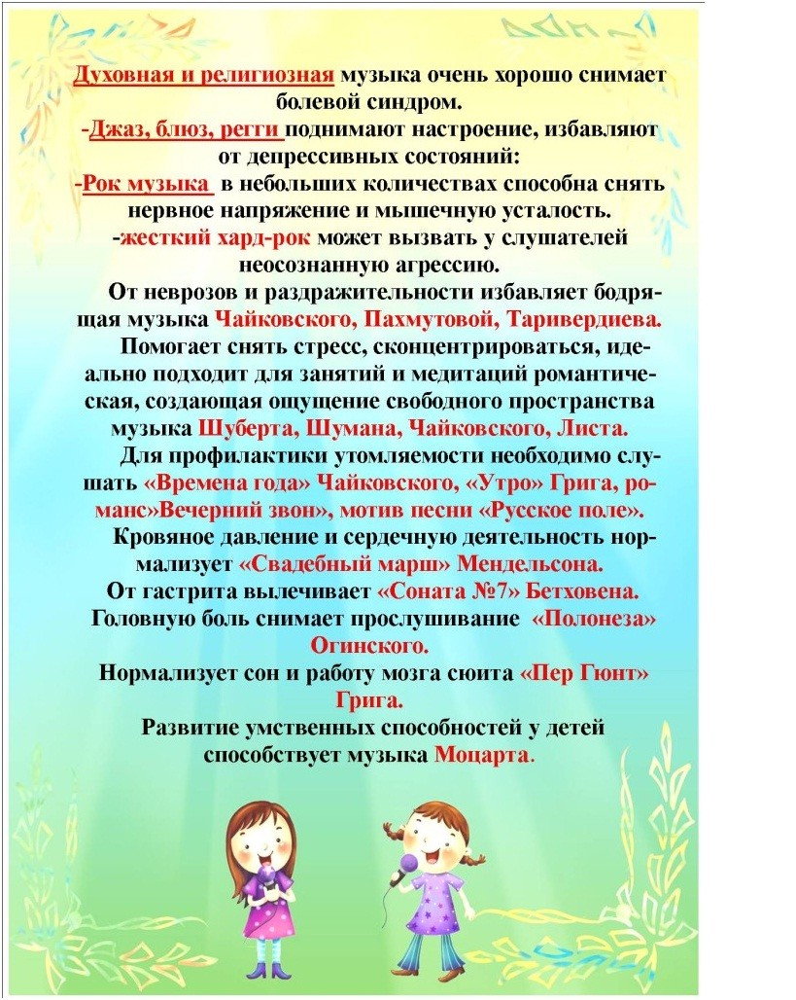 Духовная и религиозная музыка очень хорошо снимает
болевой синдром.
-Джаз, блюз, регги поднимают настроение, избавляют
от депрессивных состояний:
-Рок музыка в небольших количествах способна снять
нервное напряжение и мышечную усталость.
-жесткий хард-рок может вызвать у слушателей
неосознанную агрессию.
От неврозов и раздражительности избавляет бодря-
щая музыка Чайковского, Пахмутовой, Таривердиева.
Помогает снять стресс, сконцентрироваться, иде-
ально подходит для занятий и медитаций романтиче-
ская, создающая ощущение свободного пространства
музыка Шуберта, Шумана, Чайковского, Листа.
Для профилактики утомляемости необходимо слу-
шать «Времена года» Чайковского, «Утро» Грига, ро-
манс»Вечерний звон», мотив песни «Русское поле».
Кровяное давление и сердечную деятельность нор-
мализует «Свадебный марш» Мендельсона.
От гастрита вылечивает «Соната №7» Бетховена.
Головную боль снимает прослушивание «Полонеза»
Огинского.
Нормализует сон и работу мозга сюита «Пер Гюнт»
Грига.
Развитие умственных способностей у детей
способствует музыка Моцарта.